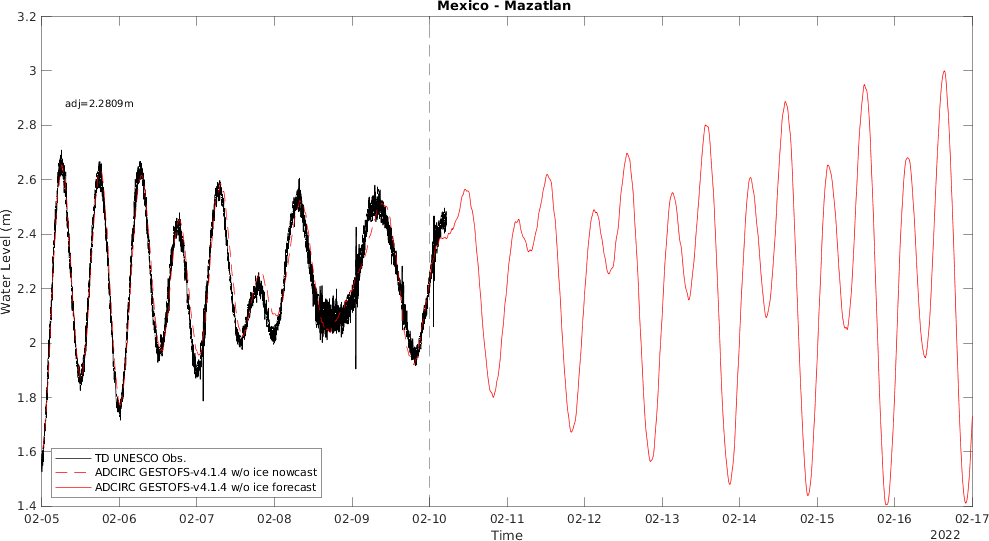 Mexico - Mazatlan
3.2
3
2.8
2.6
2.4
2.2
2
1.8
1.6
1.4
Water Level (m)
adj=2.2809m
TD UNESCO Obs.
ADCIRC GESTOFS-v4.1.4 w/o ice nowcast
ADCIRC GESTOFS-v4.1.4 w/o ice forecast
02-05 02-06 02-07 02-08 02-09 02-10 02-11 02-12 02-13 02-14 02-15 02-16 02-17
Time
2022